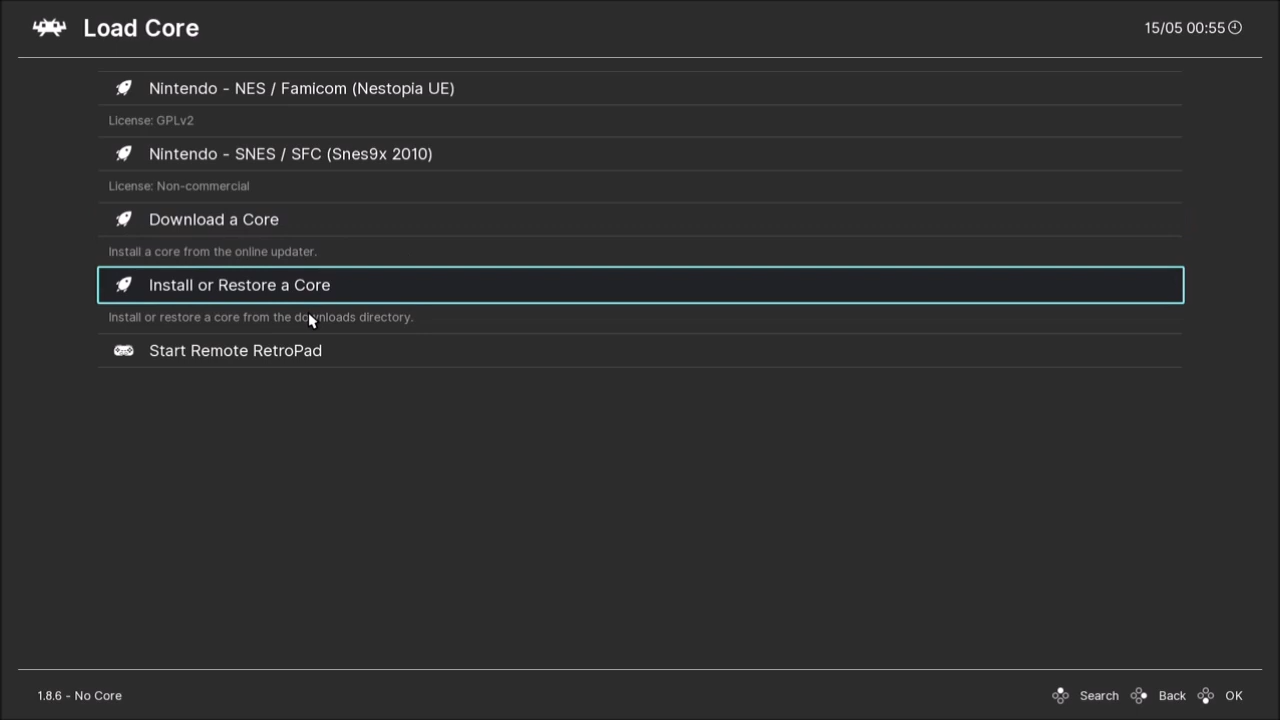 Load Core
15/05 00:55
Nintendo - NES / Famicom (Nestopia UE)
License: GPLv2
Nintendo - SNES / SFC (Snes9x 2010)
License: Non-commercial
Download a Core
Install a core from the online updater.
Install or Restore a Core
Install or restore a core from the downloads directory.
Start Remote RetroPad
1.8.6 - No Core
Search Back OK